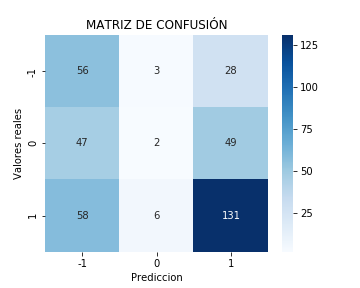 MATRIZ DE CONFUSIÓN
Valores reales
-1 56 3 28
0 47 2 49
1 58 6 131
-1 0 1
Prediccion
125
100
75
50
25